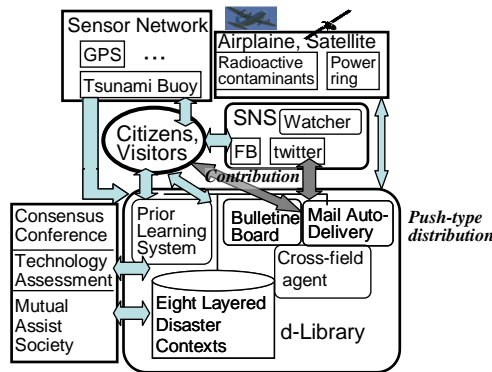 Sensor Network
GPS
...
Tsunami Buoy
Airplaine, Satellite
Radioactive
contaminants
Power
ring
Citizens,
Visitors
SNS
Watcher
FB
twitter
Contribution
Consensus
Conference
Technology
Assessment
Mutual
Assist
Society
Prior
Learning
System
Bulletine
Board
Mail Auto-
Delivery
Cross-field
agent
Eight Layered
Disaster
Contexts
d-Library
Push-type
distribution